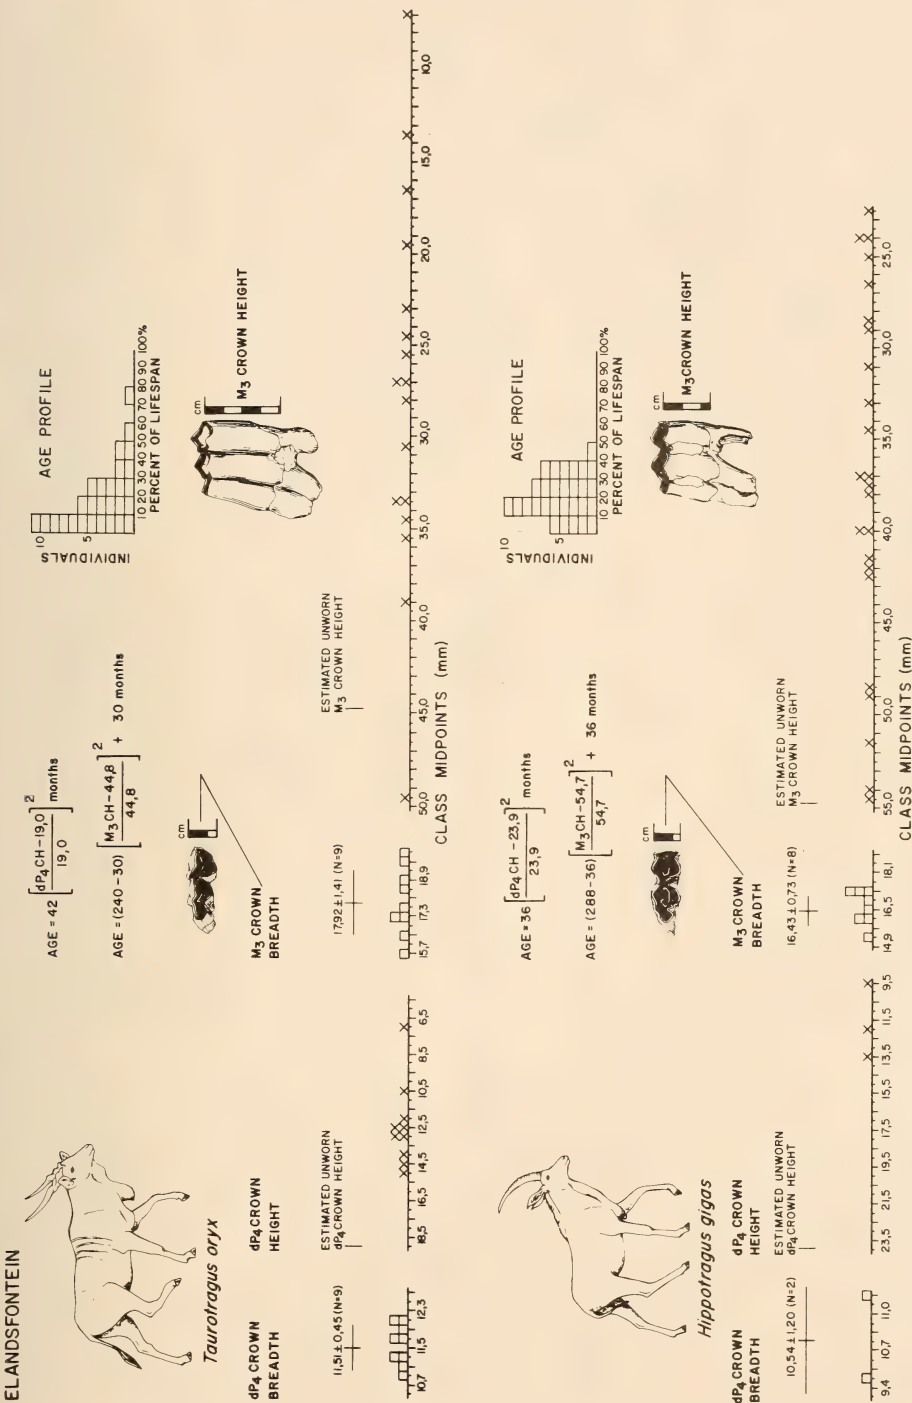 ELANDSFONTEIN
Taurotragus oryx
AGE = 42 [dP4CH-19,0 / 19,0]2 months
AGE = (240-30) [M3CH-44,8 / 44,8]2 + 30 months
AGE PROFILE
INDIVIDUALS
10
5
10 20 30 40 50 60 70 80 90 100%
PERCENT OF LIFESPAN
dP4 CROWN BREADTH
dP4 CROWN HEIGHT
M3 CROWN BREADTH
cm
cm
M3 CROWN HEIGHT
11,51±0,45 (N=9)
ESTIMATED UNWORN
dP4 CROWN HEIGHT
17,92±1,41 (N=9)
ESTIMATED UNWORN
M3 CROWN HEIGHT
10,7 11,5 12,3
18,5 16,5 14,5 12,5 10,5 8,5 6,5
15,7 17,3 18,9
50,0 45,0 40,0 35,0 30,0 25,0 20,0 15,0 10,0
CLASS MIDPOINTS (mm)
Hippotragus gigas
AGE = 36 [dP4CH-23,9 / 23,9]2 months
AGE = (288-36) [M3CH-54,7 / 54,7]2 + 36 months
AGE PROFILE
INDIVIDUALS
10
5
10 20 30 40 50 60 70 80 90 100%
PERCENT OF LIFESPAN
dP4 CROWN BREADTH
dP4 CROWN HEIGHT
M3 CROWN BREADTH
cm
cm
M3 CROWN HEIGHT
10,54±1,20 (N=2)
ESTIMATED UNWORN
dP4 CROWN HEIGHT
16,43±0,73 (N=8)
ESTIMATED UNWORN
M3 CROWN HEIGHT
9,4 10,7 11,0
23,5 21,5 19,5 17,5 15,5 13,5 11,5 9,5
14,9 16,5 18,1
55,0 50,0 45,0 40,0 35,0 30,0 25,0
CLASS MIDPOINTS (mm)